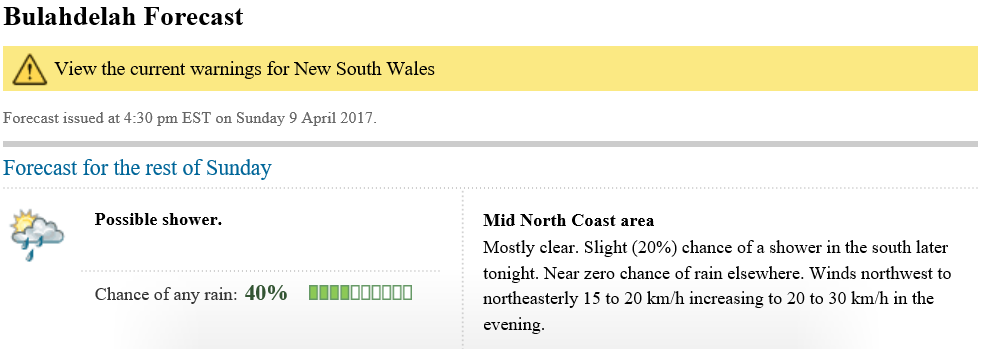 Bulahdelah Forecast
View the current warnings for New South Wales
Forecast issued at 4:30 pm EST on Sunday 9 April 2017.
Forecast for the rest of Sunday
Possible shower.
Chance of any rain: 40%
Mid North Coast area
Mostly clear. Slight (20%) chance of a shower in the south later
tonight. Near zero chance of rain elsewhere. Winds northwest to
northeasterly 15 to 20 km/h increasing to 20 to 30 km/h in the
evening.